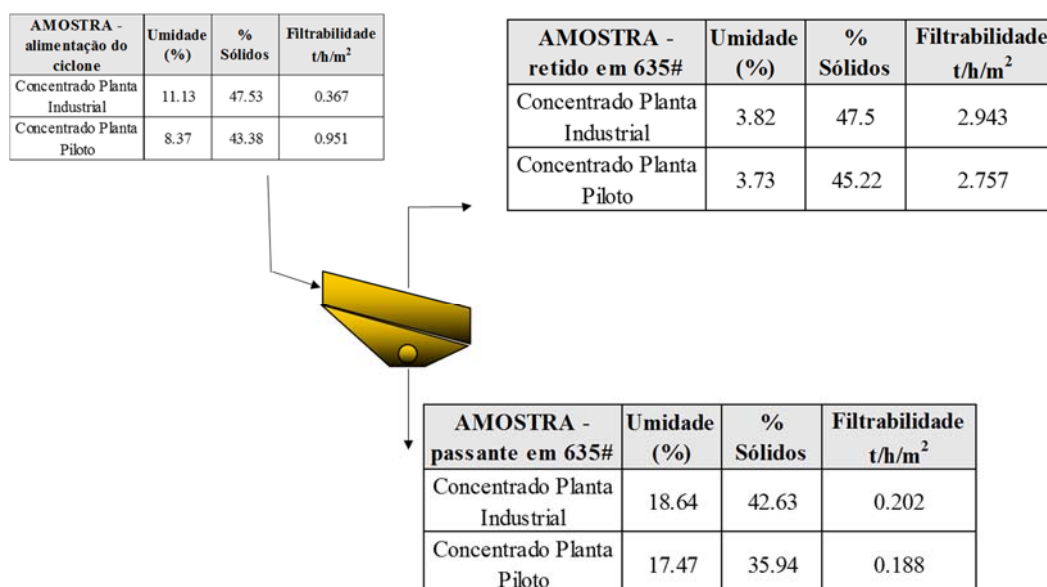 AMOSTRA - alimentação do ciclone Umidade (%) % Sólidos Filtrabilidade t/h/m²
Concentrado Planta Industrial 11.13 47.53 0.367
Concentrado Planta Piloto 8.37 43.38 0.951
AMOSTRA - retido em 635# Umidade (%) % Sólidos Filtrabilidade t/h/m²
Concentrado Planta Industrial 3.82 47.5 2.943
Concentrado Planta Piloto 3.73 45.22 2.757
AMOSTRA - passante em 635# Umidade (%) % Sólidos Filtrabilidade t/h/m²
Concentrado Planta Industrial 18.64 42.63 0.202
Concentrado Planta Piloto 17.47 35.94 0.188